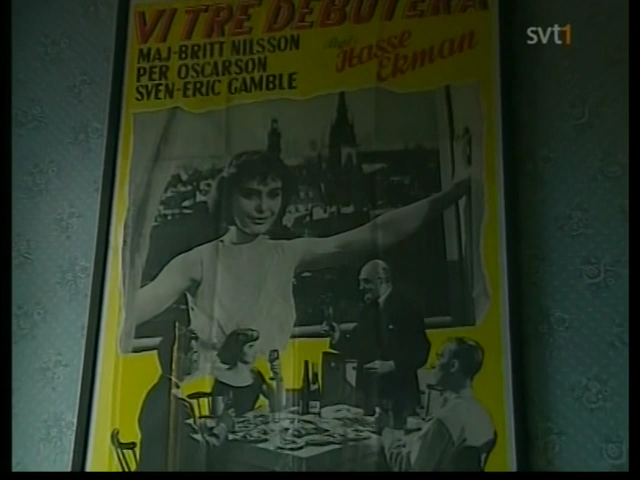 VI TRE DEBUTERA
MAJ-BRITT NILSSON
PER OSCARSON
SVEN-ERIC GAMBLE
Hasse
Ekman
svt1